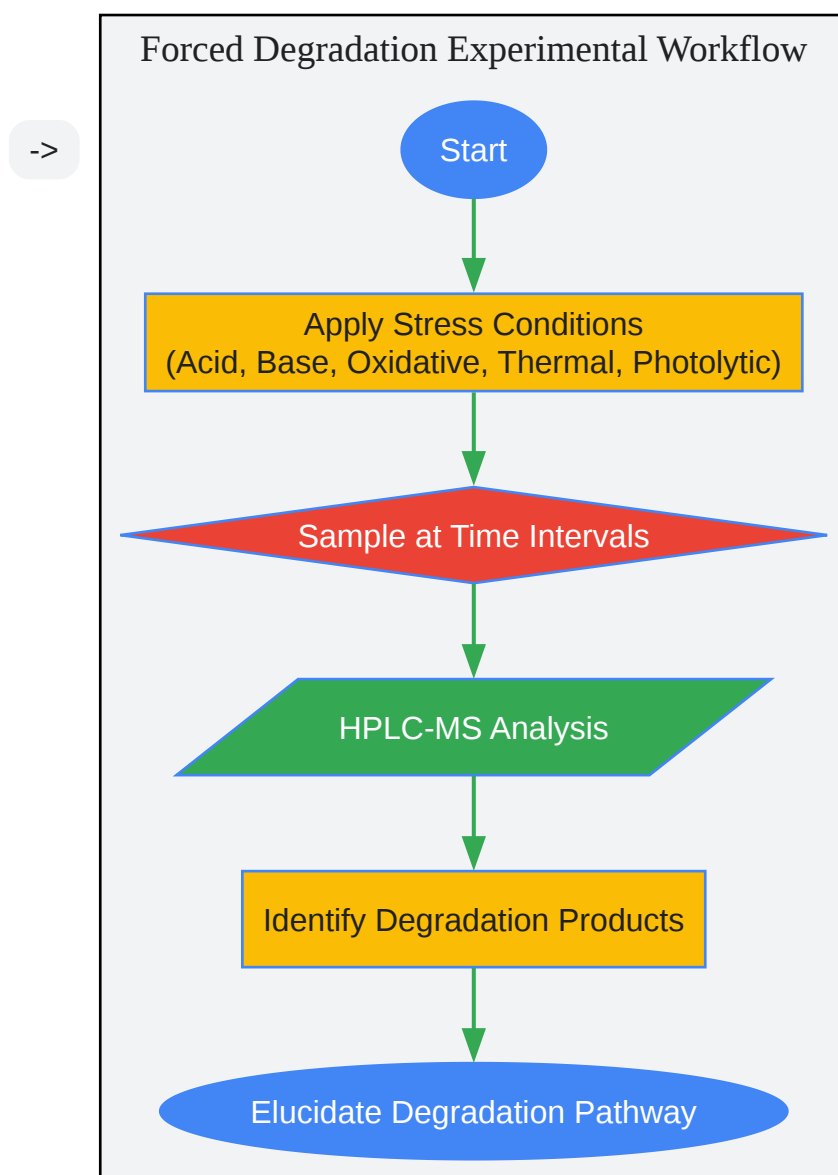 Forced Degradation Experimental Workflow
->
Start
Apply Stress Conditions
(Acid, Base, Oxidative, Thermal, Photolytic)
Sample at Time Intervals
HPLC-MS Analysis
Identify Degradation Products
Elucidate Degradation Pathway